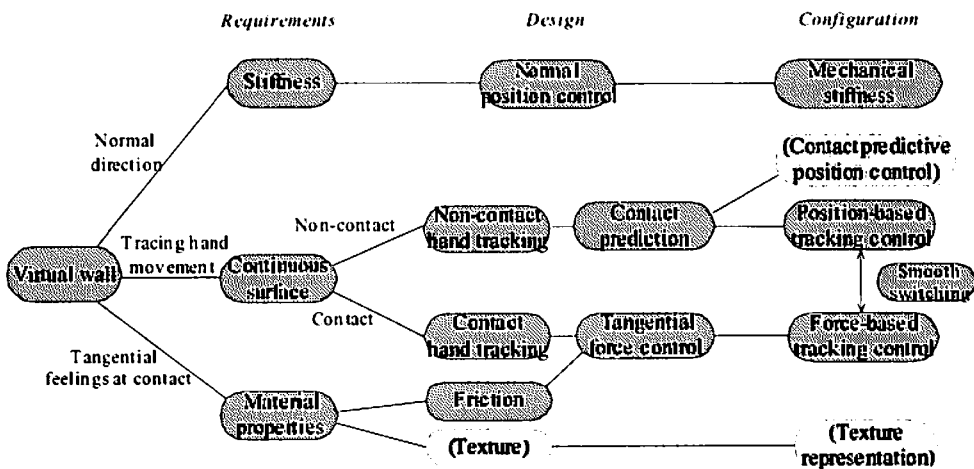 Requirements
Design
Configuration
Stiffness
Normal
position control
Mechanical
stiffness
Normal
direction
(Contact predictive
position control)
Non-contact
Non-contact
hand tracking
Contact
prediction
Position-based
tracking control
Tracing hand
movement
Virtual wall
Continuous
surface
Smooth
switching
Contact
Contact
hand tracking
Tangential
force control
Force-based
tracking control
Tangential
feelings at contact
Material
properties
Friction
(Texture)
(Texture
representation)